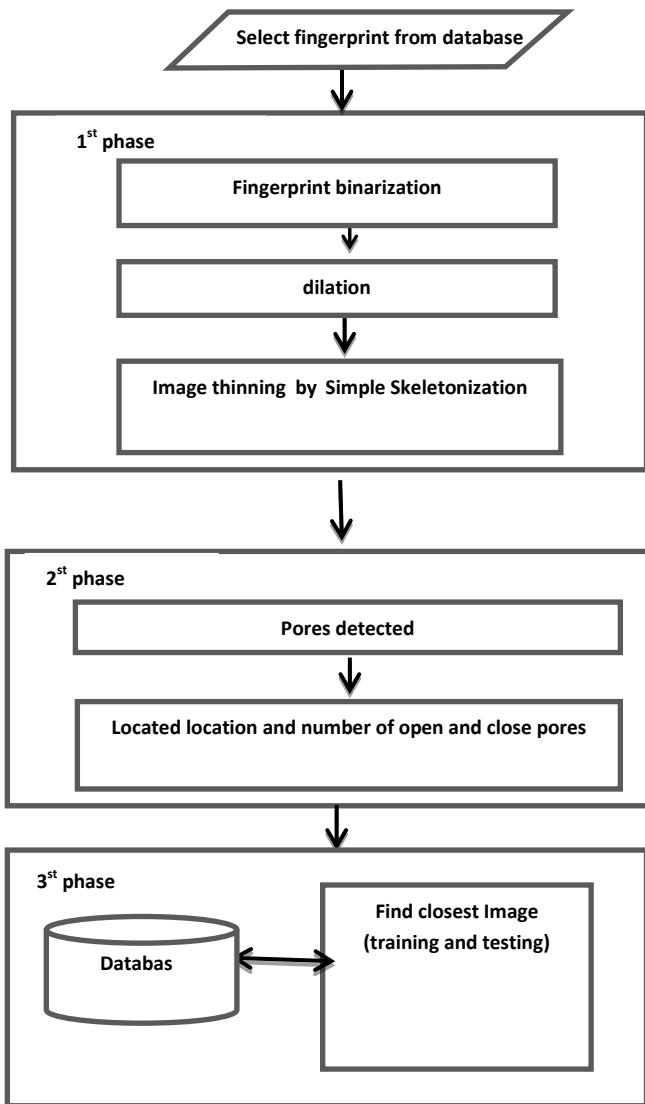 Select fingerprint from database
1st phase
Fingerprint binarization
dilation
Image thinning by Simple Skeletonization
2st phase
Pores detected
Located location and number of open and close pores
3st phase
Find closest Image
(training and testing)
Databas